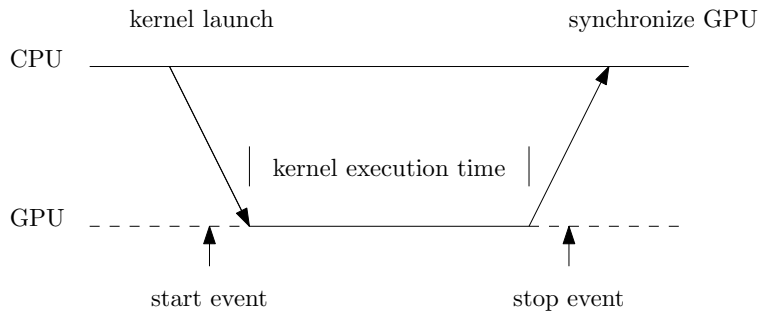 kernel launch
synchronize GPU
CPU
kernel execution time
GPU
start event
stop event